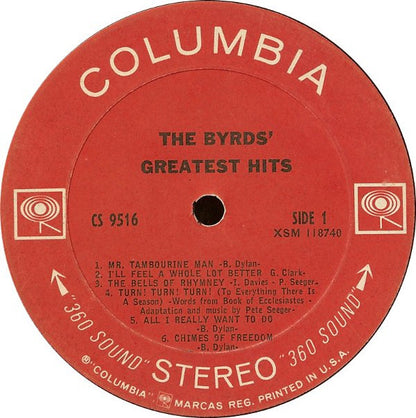 COLUMBIA
THE BYRDS'
GREATEST HITS
CS 9516
SIDE 1
XSM 118740
1. MR. TAMBOURINE MAN -B. Dylan-
2. I'LL FEEL A WHOLE LOT BETTER -G. Clark-
3. THE BELLS OF RHYMNEY -I. Davies - P. Seeger-
4. TURN! TURN! TURN! (To Everything There Is
A Season) -Words from Book of Ecclesiastes -
Adaptation and music by Pete Seeger-
5. ALL I REALLY WANT TO DO
-B. Dylan-
6. CHIMES OF FREEDOM
-B. Dylan-
"360 SOUND" STEREO "360 SOUND"
® "COLUMBIA" MARCAS REG. PRINTED IN U.S.A.